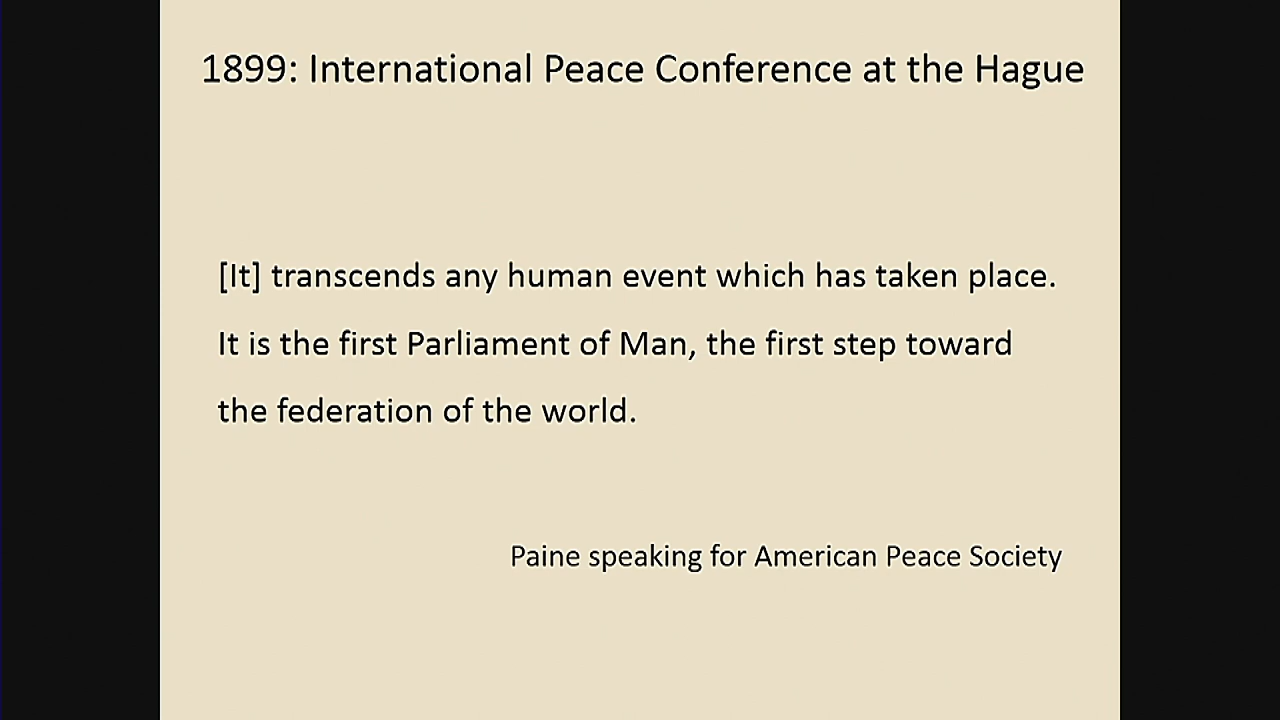 1899: International Peace Conference at the Hague
[It] transcends any human event which has taken place.
It is the first Parliament of Man, the first step toward
the federation of the world.
Paine speaking for American Peace Society